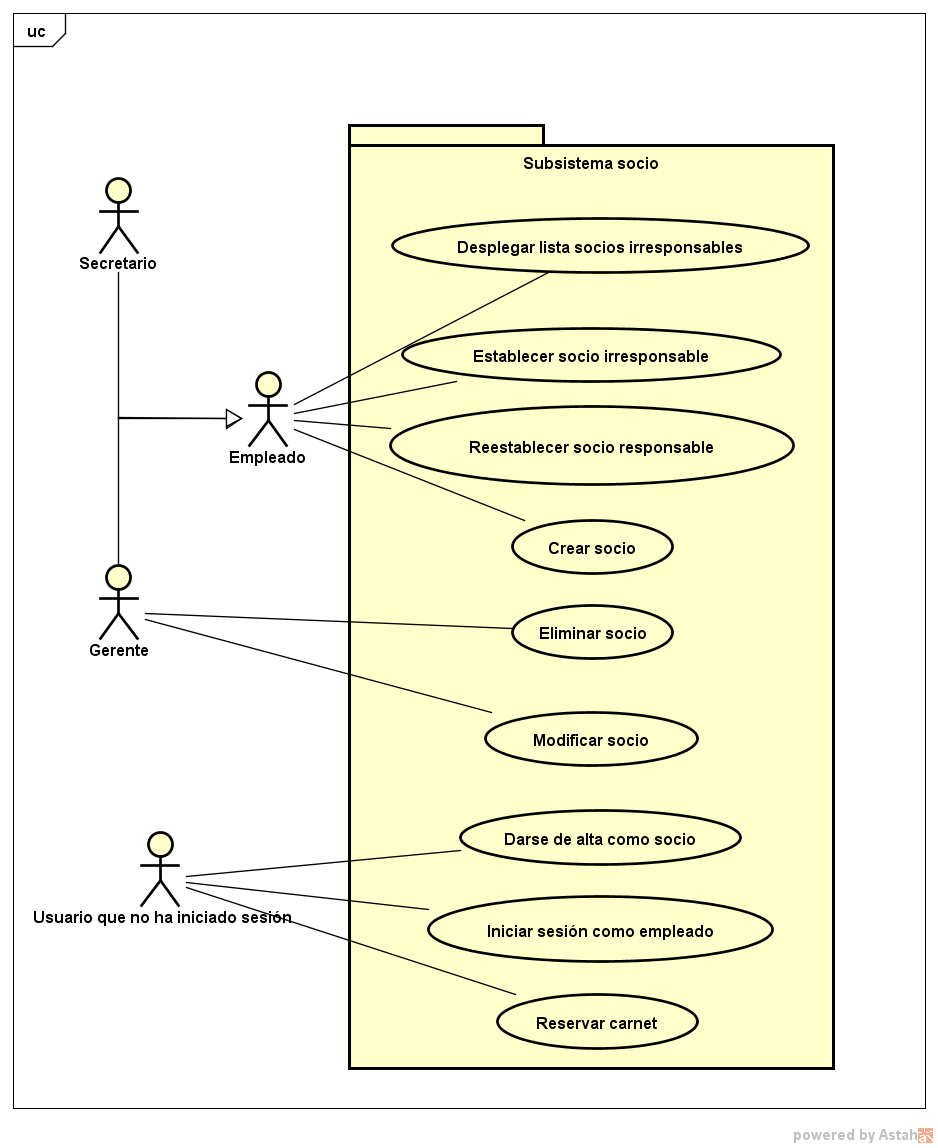 uc
Subsistema socio
Secretario
Desplegar lista socios irresponsables
Establecer socio irresponsable
Empleado
Reestablecer socio responsable
Crear socio
Gerente
Eliminar socio
Modificar socio
Usuario que no ha iniciado sesión
Darse de alta como socio
Iniciar sesión como empleado
Reservar carnet
powered by Astah